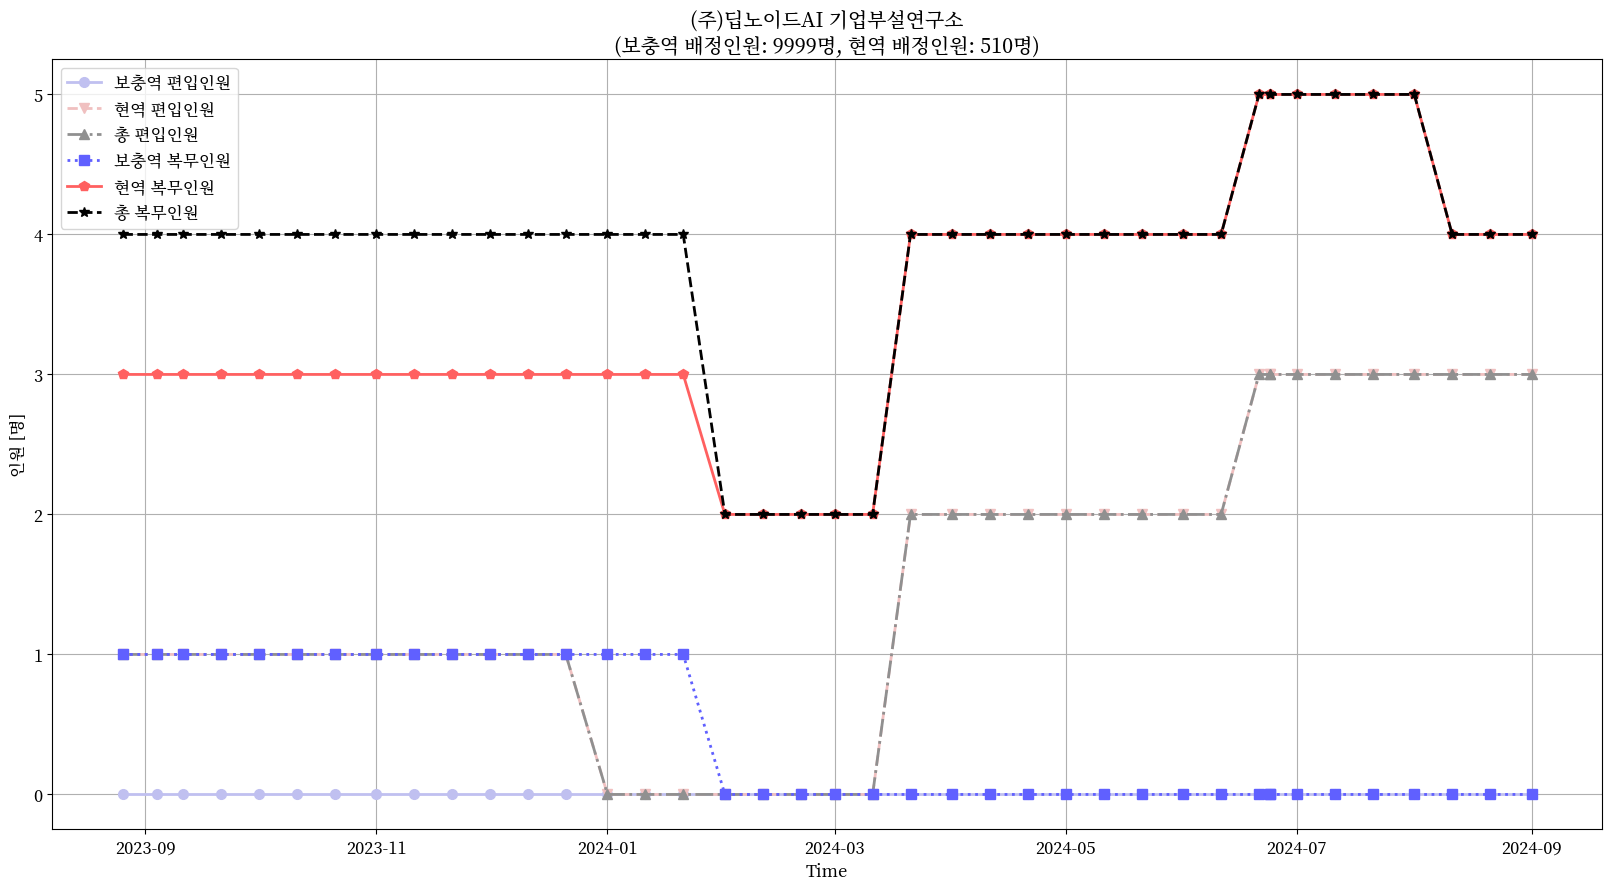 (주)딥노이드AI 기업부설연구소
(보충역 배정인원: 9999명, 현역 배정인원: 510명)
보충역 편입인원
현역 편입인원
총 편입인원
보충역 복무인원
현역 복무인원
총 복무인원
인원 [명]
5
4
3
2
1
0
2023-09
2023-11
2024-01
2024-03
2024-05
2024-07
2024-09
Time